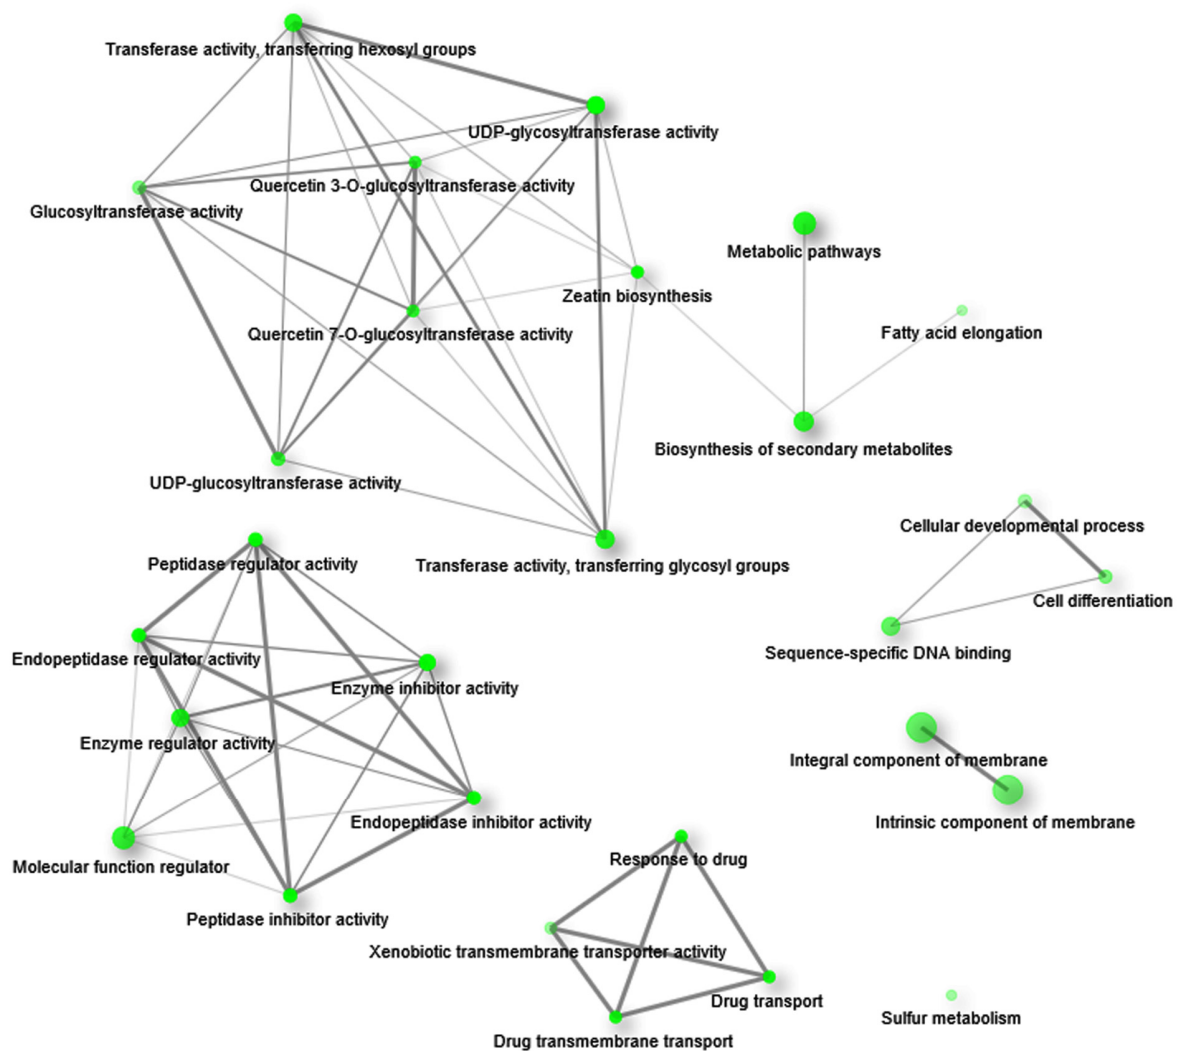 Transferase activity, transferring hexosyl groups
UDP-glycosyltransferase activity
Quercetin 3-O-glucosyltransferase activity
Glucosyltransferase activity
Metabolic pathways
Zeatin biosynthesis
Fatty acid elongation
Quercetin 7-O-glucosyltransferase activity
Biosynthesis of secondary metabolites
UDP-glucosyltransferase activity
Cellular developmental process
Peptidase regulator activity
Transferase activity, transferring glycosyl groups
Cell differentiation
Sequence-specific DNA binding
Endopeptidase regulator activity
Enzyme inhibitor activity
Enzyme regulator activity
Integral component of membrane
Endopeptidase inhibitor activity
Intrinsic component of membrane
Response to drug
Molecular function regulator
Peptidase inhibitor activity
Xenobiotic transmembrane transporter activity
Drug transport
Sulfur metabolism
Drug transmembrane transport